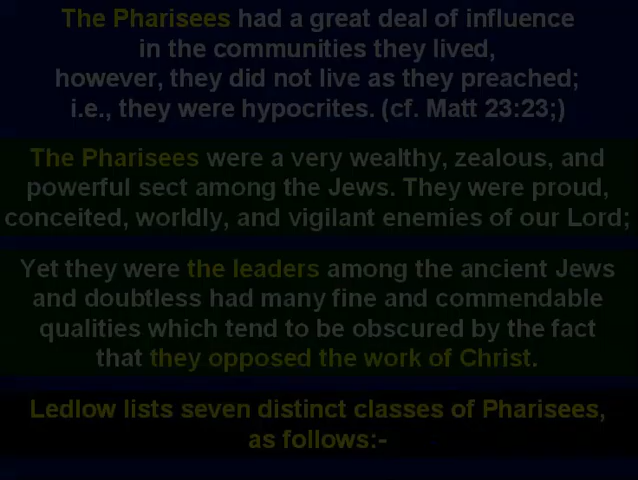 The Pharisees had a great deal of influence
in the communities they lived,
however, they did not live as they preached;
i.e., they were hypocrites. (cf. Matt 23:23;)
The Pharisees were a very wealthy, zealous, and
powerful sect among the Jews. They were proud,
conceited, worldly, and vigilant enemies of our Lord;
Yet they were the leaders among the ancient Jews
and doubtless had many fine and commendable
qualities which tend to be obscured by the fact
that they opposed the work of Christ.
Ledlow lists seven distinct classes of Pharisees,
as follows:-